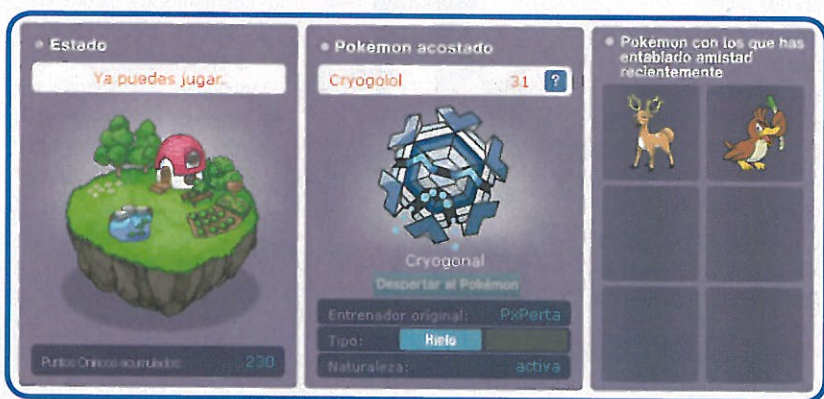 Estado
Ya puedes jugar.
Puntos Oníricos acumulados: 230
Pokémon acostado
Cryogolol 31 ?
Cryogonal
Despertar al Pokémon
Entrenador original: PxPerta
Tipo: Hielo
Naturaleza: activa
Pokémon con los que has
entablado amistad
recientemente